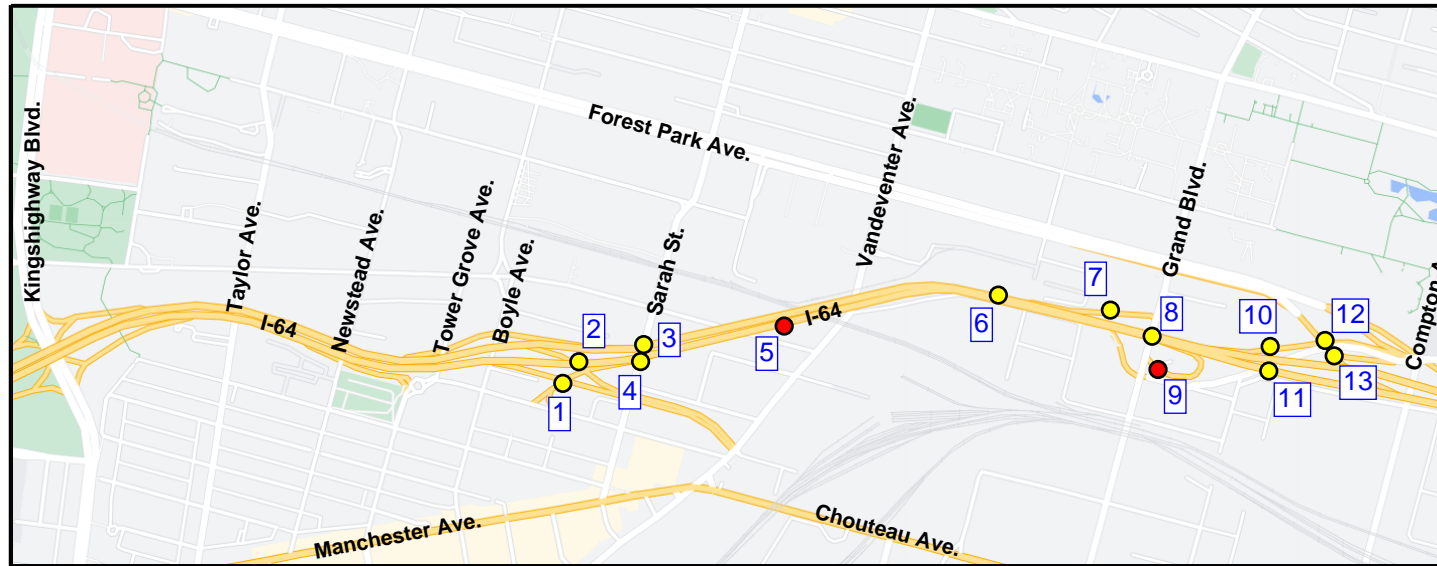 Kingshighway Blvd.
Taylor Ave.
I-64
Newstead Ave.
Tower Grove Ave.
Boyle Ave.
Sarah St.
Forest Park Ave.
Vandeventer Ave.
I-64
Grand Blvd.
Compton A
Manchester Ave.
Chouteau Ave.
1
2
3
4
5
6
7
8
9
10
11
12
13